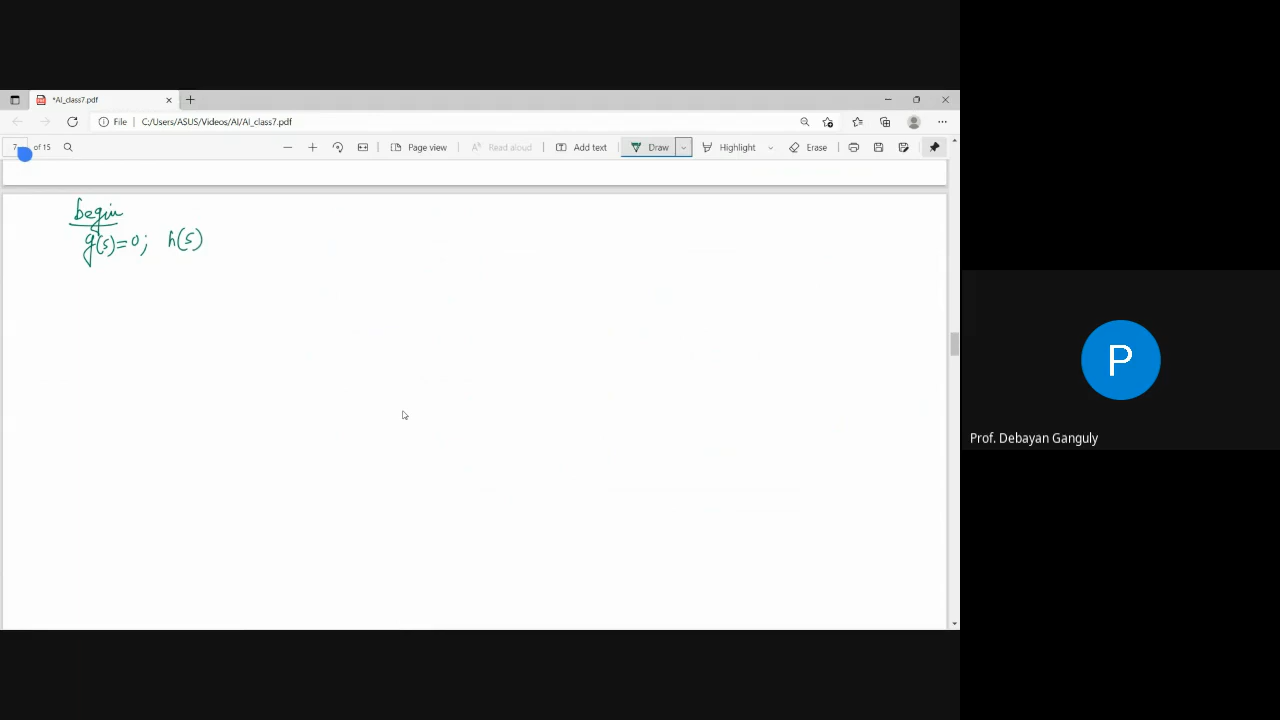 *AI_class7.pdf
File
C:/Users/ASUS/Videos/AI/AI_class7.pdf
7 of 15
Page view
Read aloud
Add text
Draw
Highlight
Erase
begin
g(s)=0; h(s)
P
Prof. Debayan Ganguly